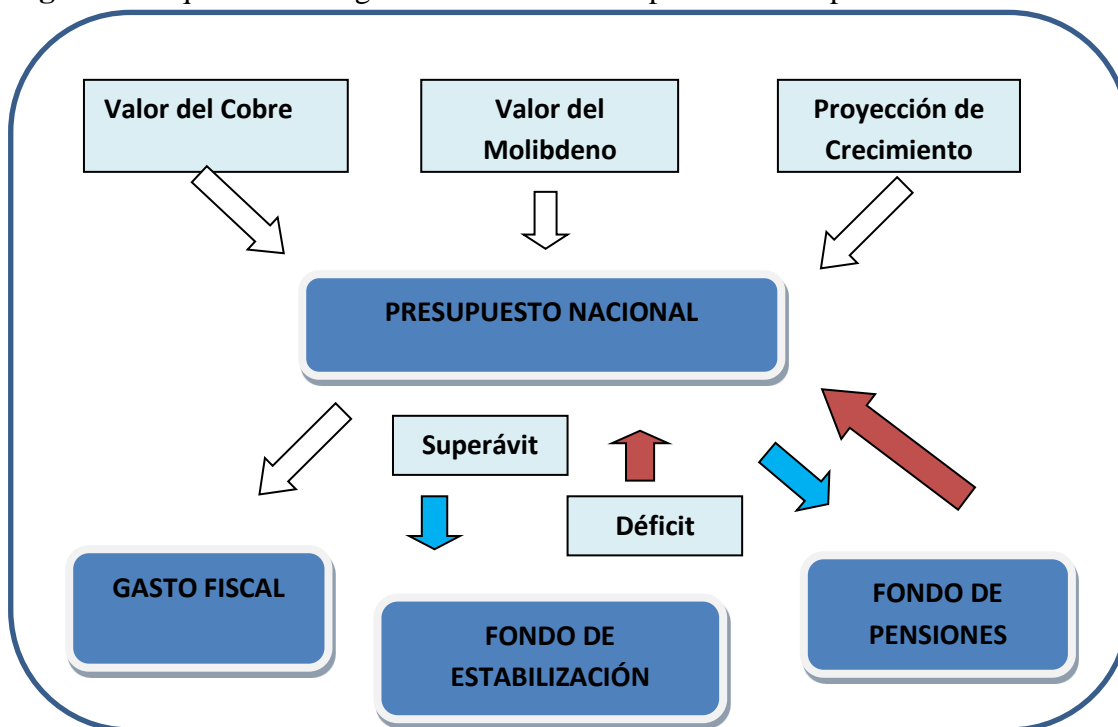 Valor del Cobre
Valor del
Molibdeno
Proyección de
Crecimiento
PRESUPUESTO NACIONAL
Superávit
Déficit
GASTO FISCAL
FONDO DE
ESTABILIZACIÓN
FONDO DE
PENSIONES